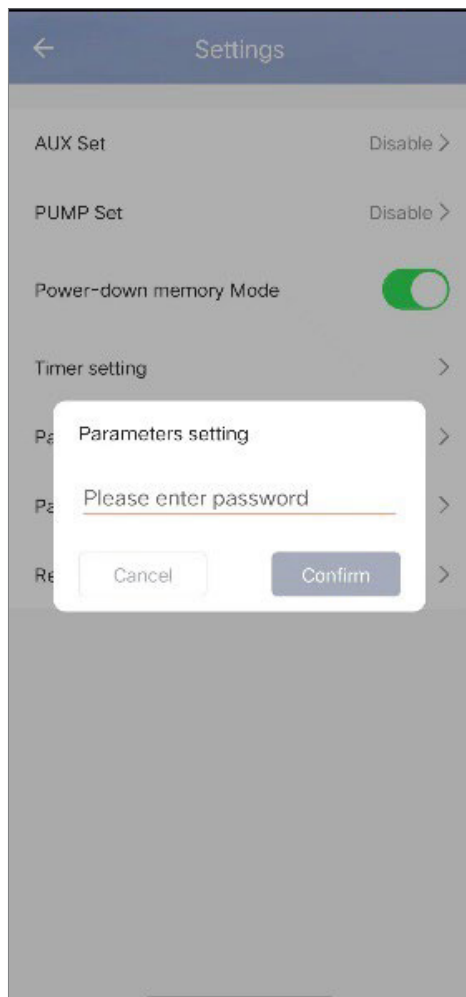 Settings
AUX Set Disable
PUMP Set Disable
Power-down memory Mode
Timer setting
Parameters setting
Please enter password
Cancel Confirm